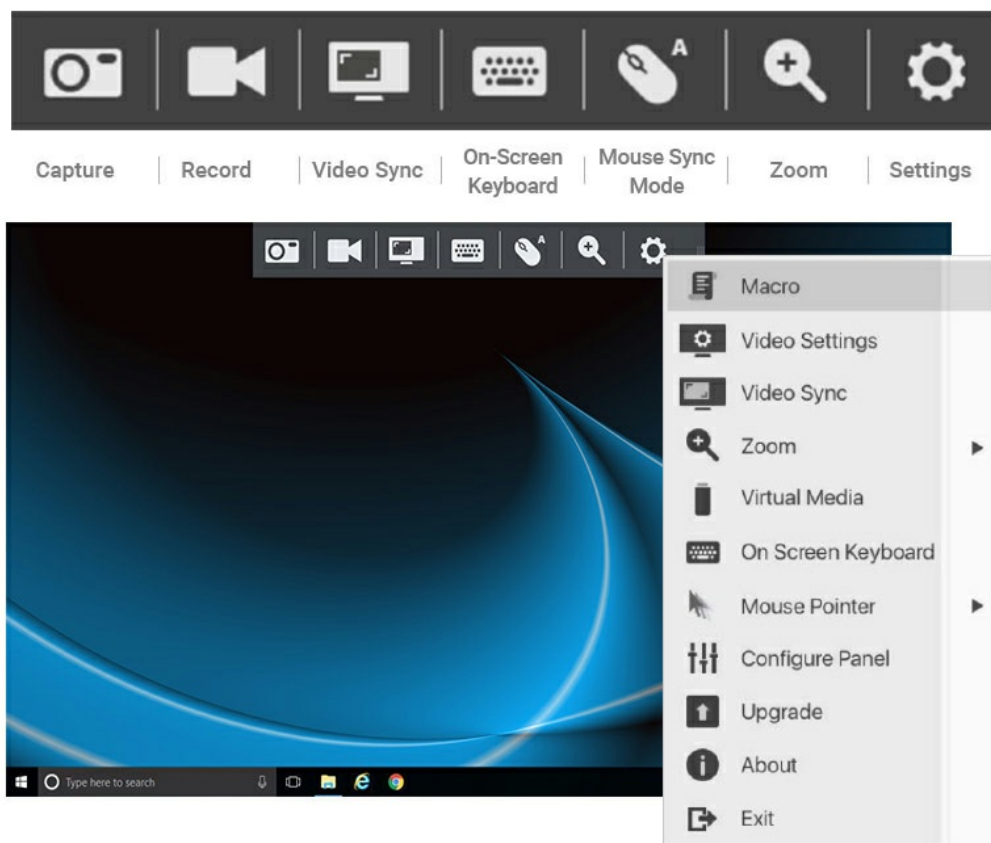 A
Capture
Record
Video Sync
On-Screen
Keyboard
Mouse Sync
Mode
Zoom
Settings
A
Macro
Video Settings
Video Sync
Zoom
Virtual Media
On Screen Keyboard
Mouse Pointer
Configure Panel
Upgrade
About
Exit
Type here to search